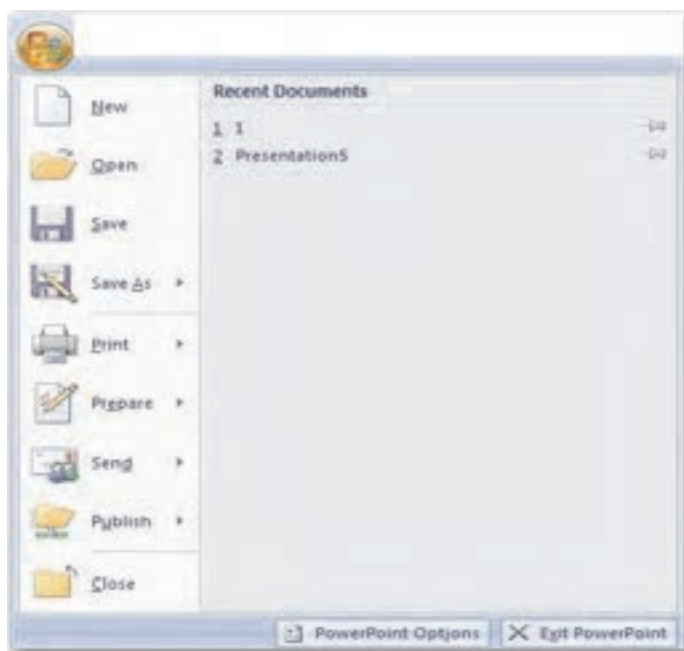 New
Open
Save
Save As
Print
Prepare
Send
Publish
Close
Recent Documents
1 1
2 Presentation5
PowerPoint Options
Exit PowerPoint